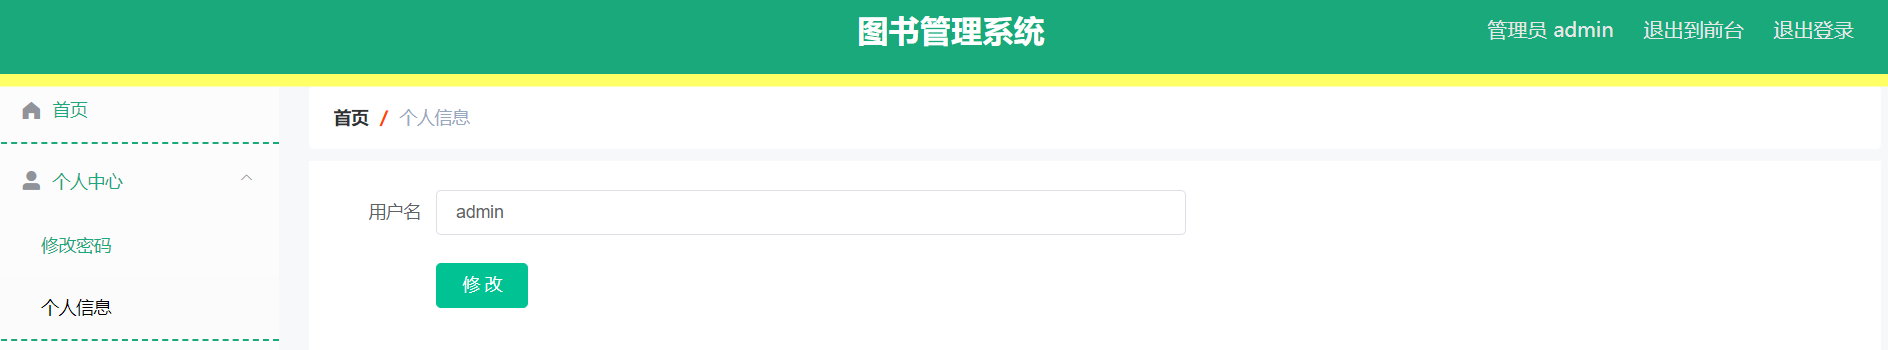 图书管理系统
管理员 admin 退出到前台 退出登录
首页
首页 / 个人信息
个人中心
用户名 admin
修改密码
修改
个人信息